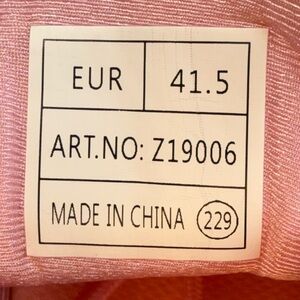 EUR 41.5
ART.NO: Z19006
MADE IN CHINA 229